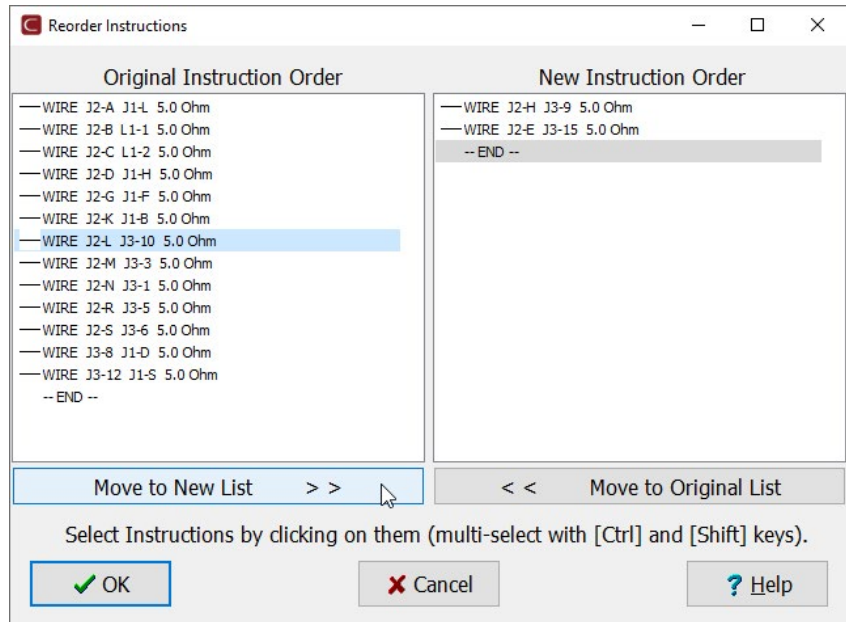 Reorder Instructions
Original Instruction Order
WIRE J2-A J1-L 5.0 Ohm
WIRE J2-B L1-1 5.0 Ohm
WIRE J2-C L1-2 5.0 Ohm
WIRE J2-D J1-H 5.0 Ohm
WIRE J2-G J1-F 5.0 Ohm
WIRE J2-K J1-B 5.0 Ohm
WIRE J2-L J3-10 5.0 Ohm
WIRE J2-M J3-3 5.0 Ohm
WIRE J2-N J3-1 5.0 Ohm
WIRE J2-R J3-5 5.0 Ohm
WIRE J2-S J3-6 5.0 Ohm
WIRE J3-8 J1-D 5.0 Ohm
WIRE J3-12 J1-S 5.0 Ohm
-- END --
New Instruction Order
WIRE J2-H J3-9 5.0 Ohm
WIRE J2-E J3-15 5.0 Ohm
-- END --
Move to New List > >
< < Move to Original List
Select Instructions by clicking on them (multi-select with [Ctrl] and [Shift] keys).
OK
Cancel
? Help